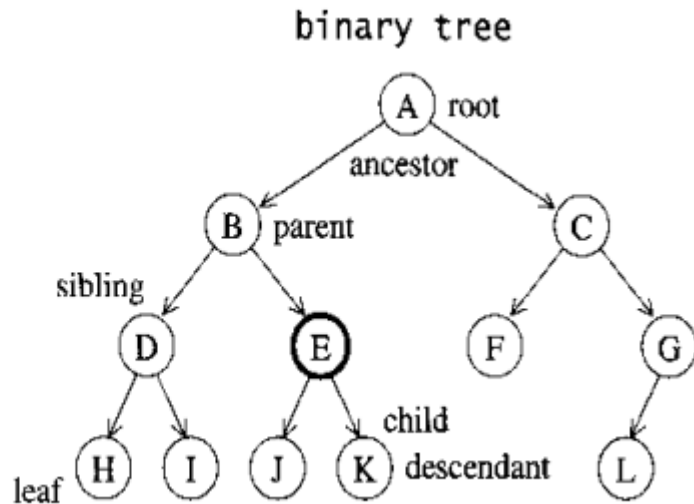 binary tree
A root
ancestor
B parent C
sibling
D E F G
child
H I J K descendant L
leaf